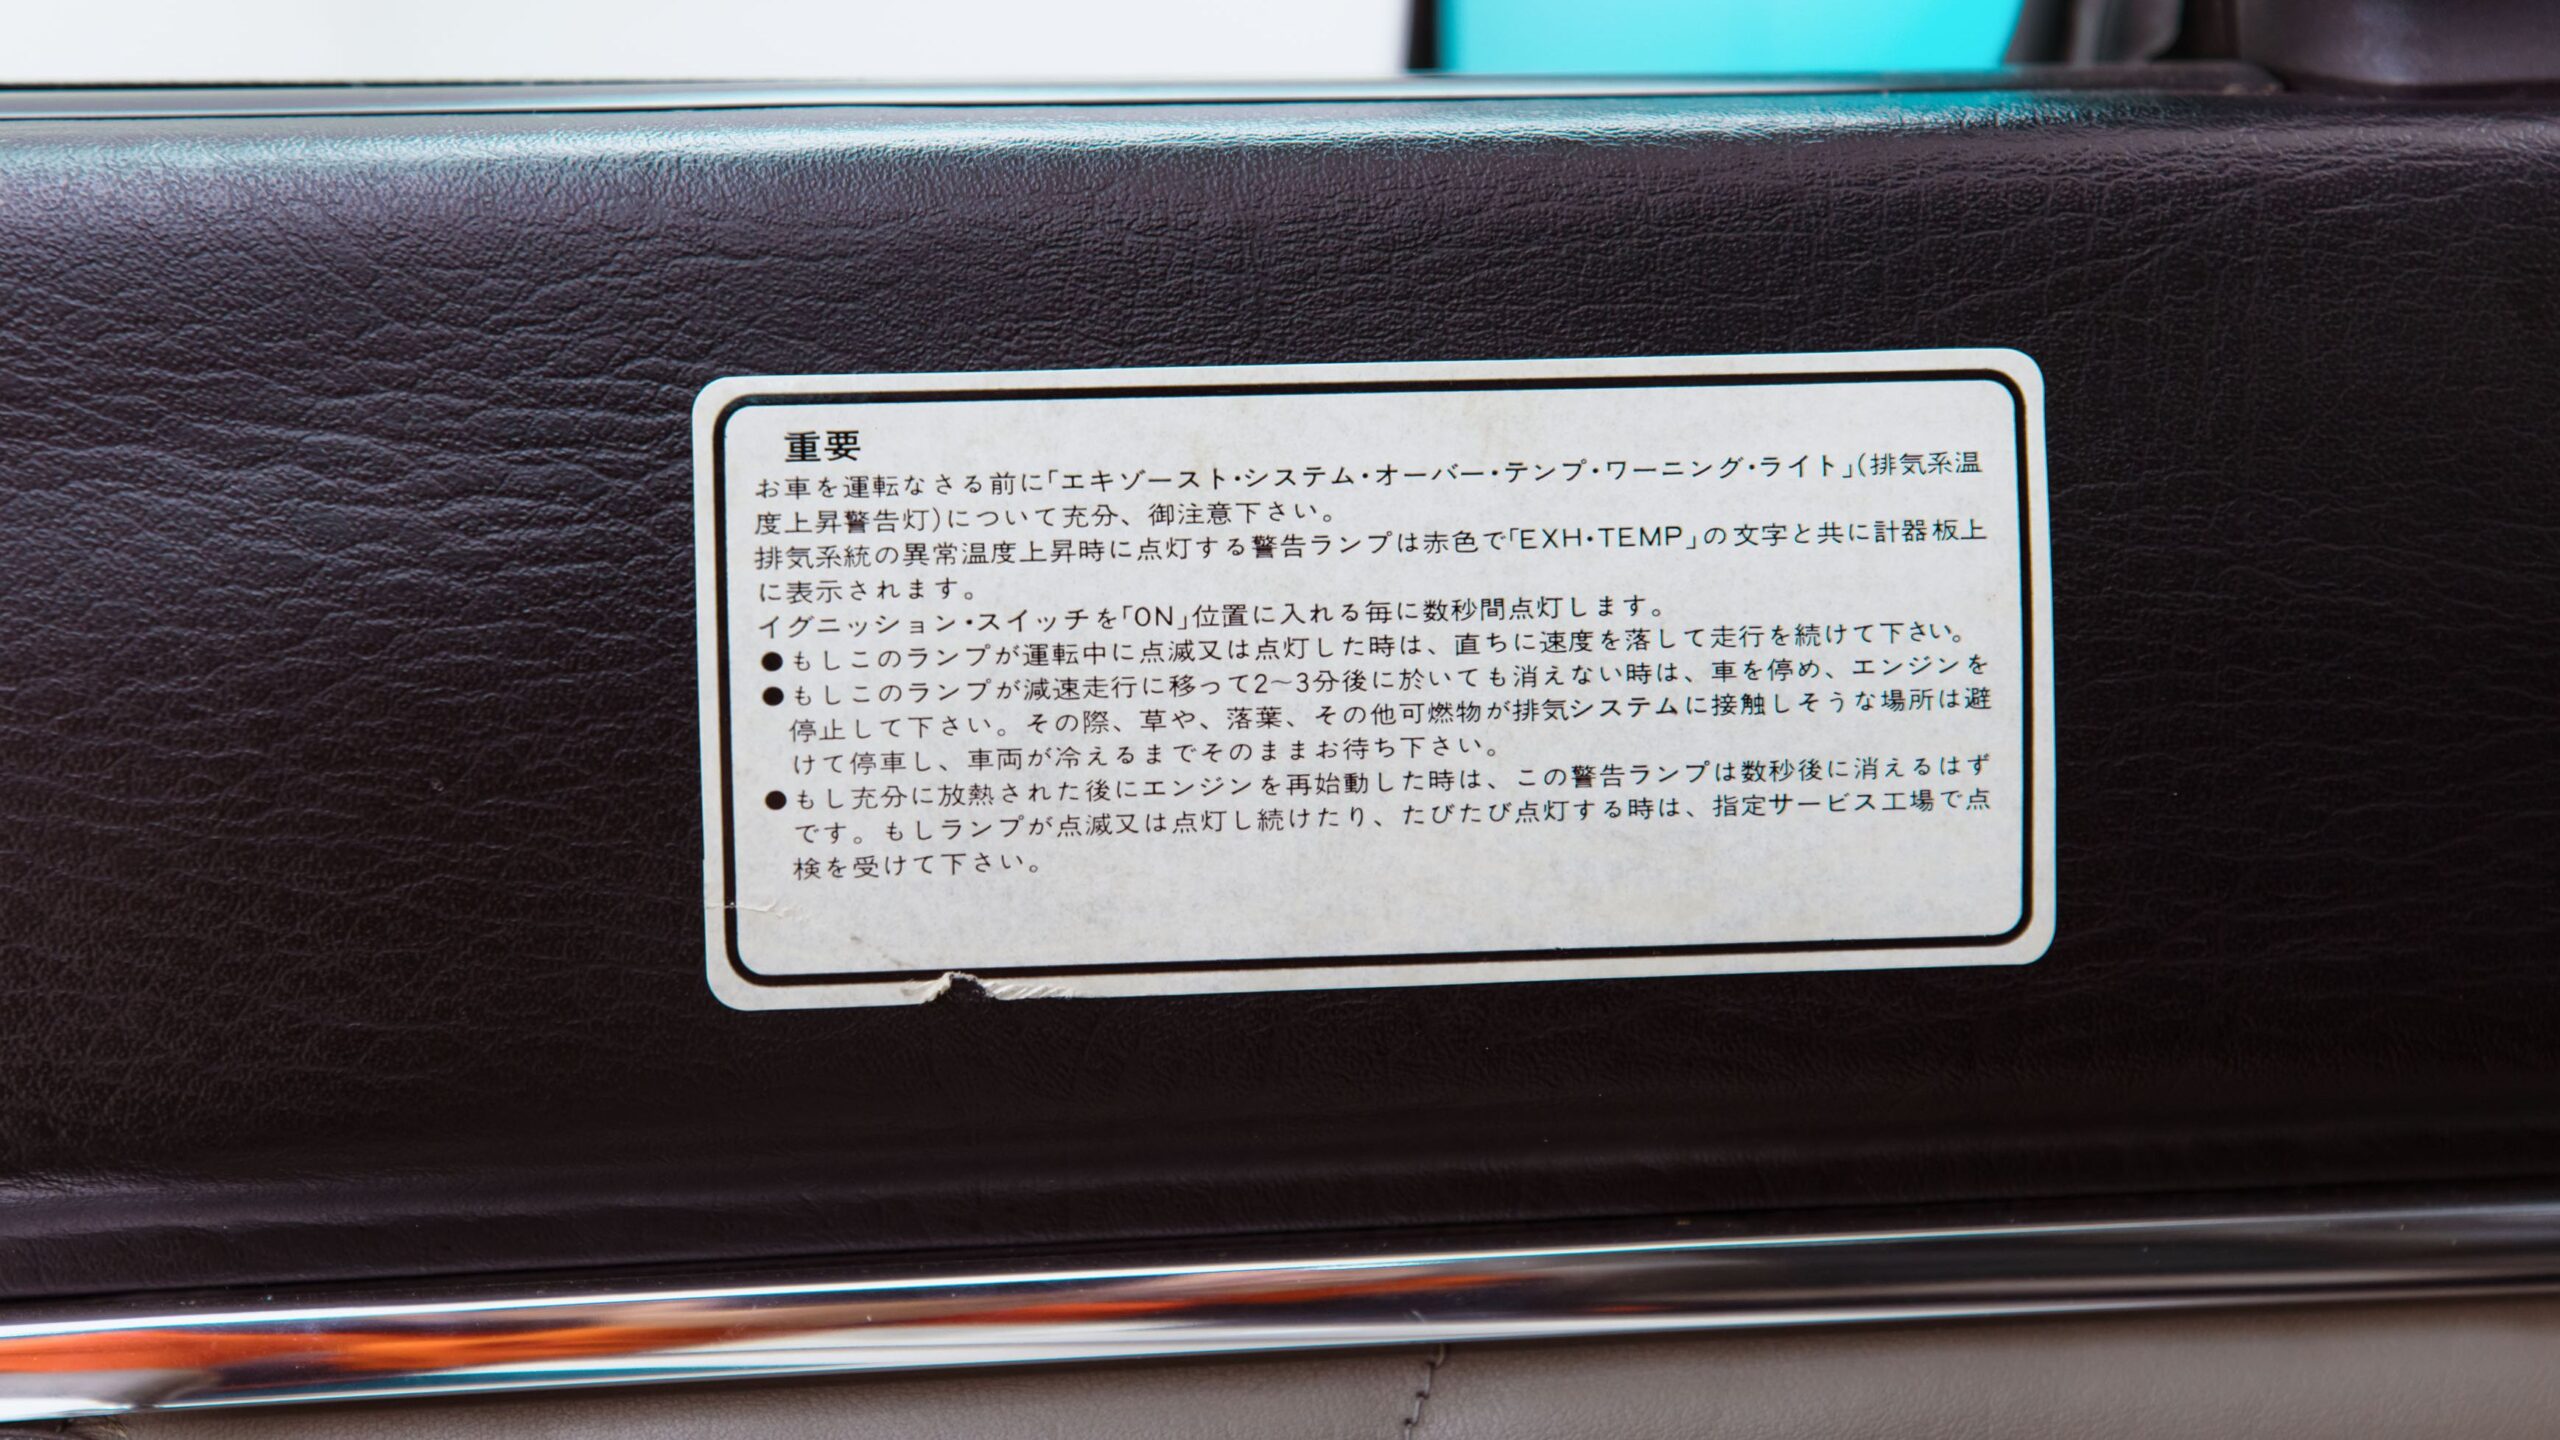 重要
お車を運転なさる前に「エキゾースト・システム・オーバー・テンプ・ワーニング・ライト」(排気系温
度上昇警告灯)について充分、御注意下さい。
排気系統の異常温度上昇時に点灯する警告ランプは赤色で「EXH・TEMP」の文字と共に計器板上
に表示されます。
イグニッション・スイッチを「ON」位置に入れる毎に数秒間点灯します。
●もしこのランプが運転中に点滅又は点灯した時は、直ちに速度を落して走行を続けて下さい。
●もしこのランプが減速走行に移って2〜3分後に於いても消えない時は、車を停め、エンジンを
停止して下さい。その際、草や、落葉、その他可燃物が排気システムに接触しそうな場所は避
けて停車し、車両が冷えるまでそのままお待ち下さい。
●もし充分に放熱された後にエンジンを再始動した時は、この警告ランプは数秒後に消えるはず
です。もしランプが点滅又は点灯し続けたり、たびたび点灯する時は、指定サービス工場で点
検を受けて下さい。